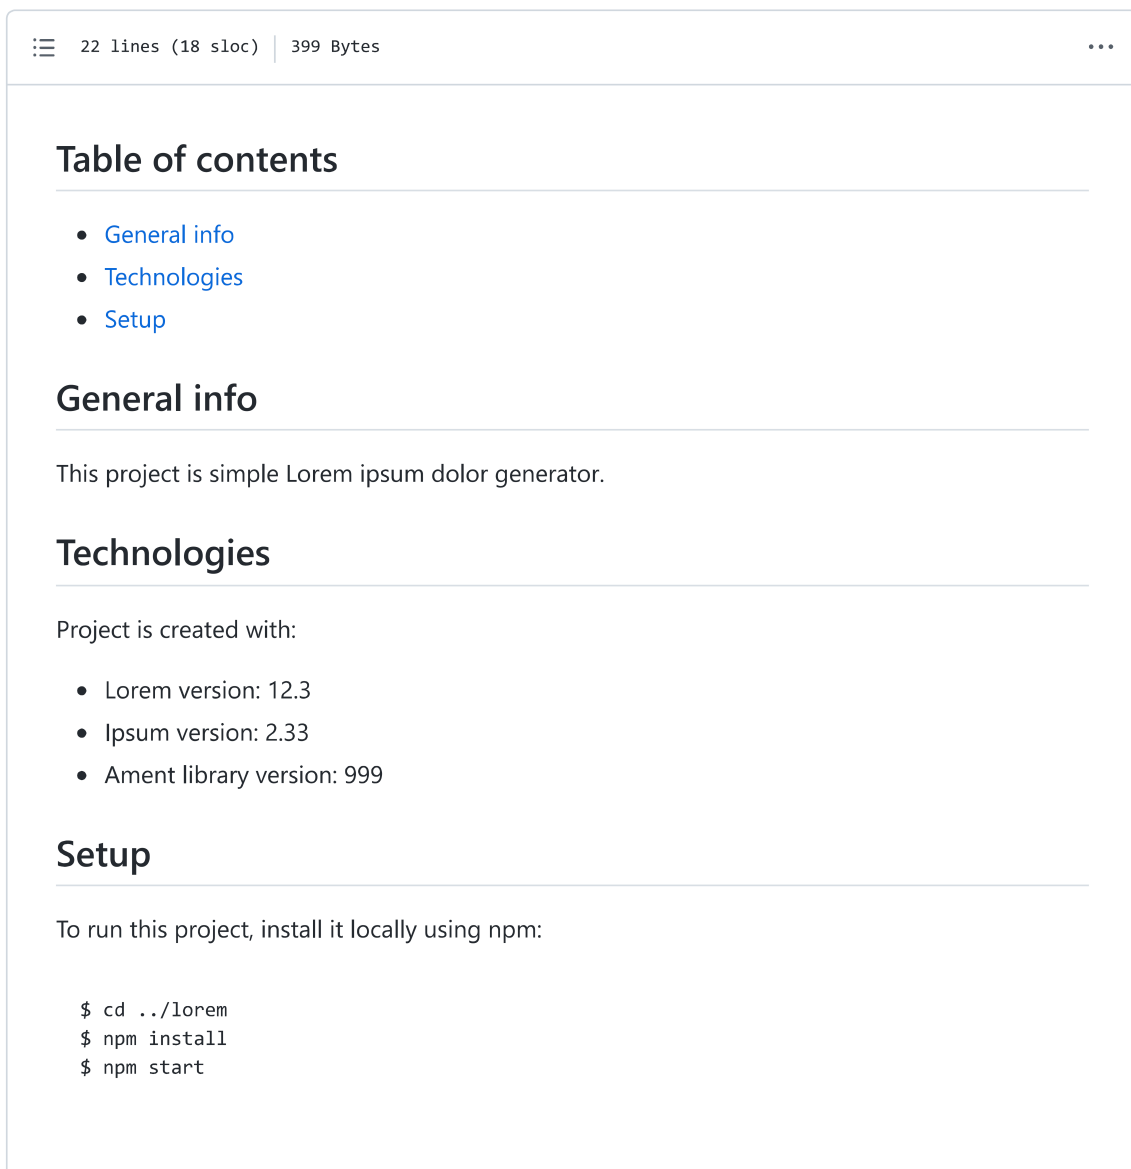 22 lines (18 sloc) 399 Bytes
Table of contents
General info
Technologies
Setup
General info
This project is simple Lorem ipsum dolor generator.
Technologies
Project is created with:
Lorem version: 12.3
Ipsum version: 2.33
Ament library version: 999
Setup
To run this project, install it locally using npm:
$ cd ../lorem
$ npm install
$ npm start